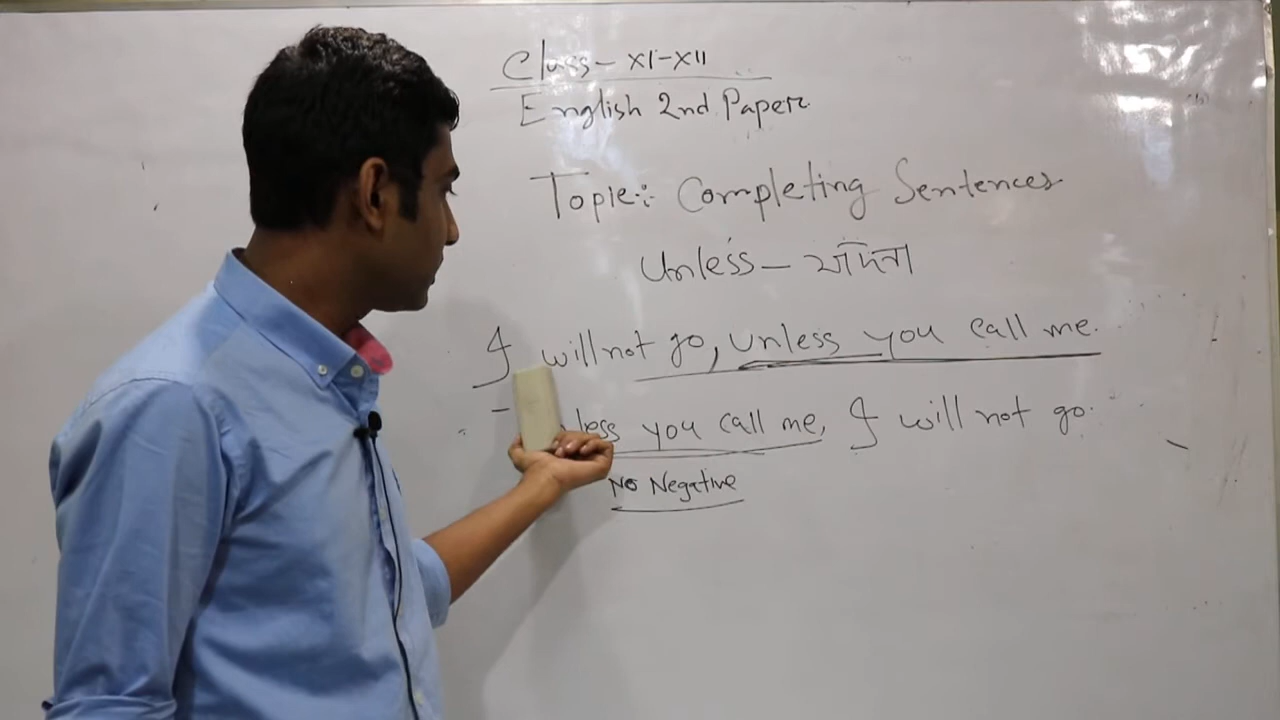 Class - XI-XII
English 2nd Paper
Topic: Completing Sentences
Unless - যদিনা
I will not go, unless you call me.
- less you call me, I will not go.
No Negative